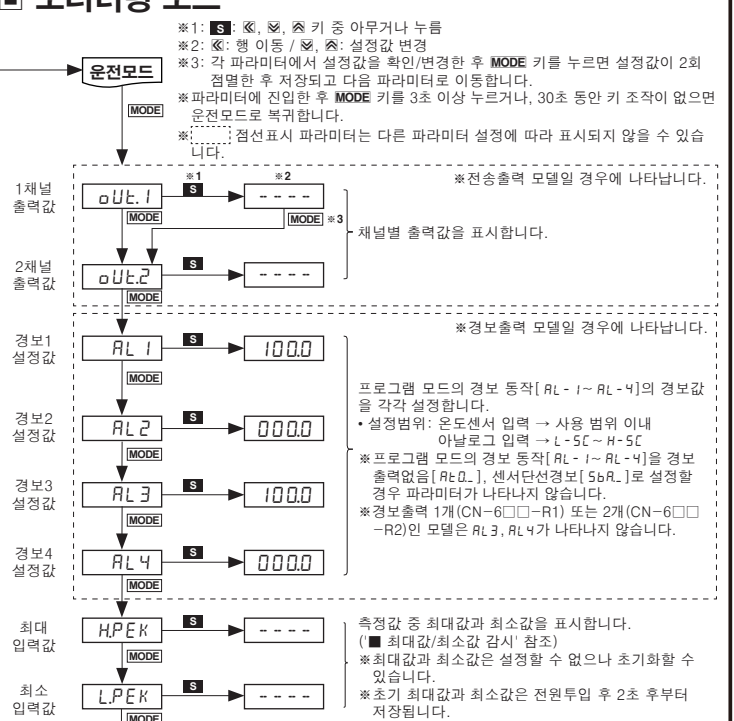 ■ 모니터링 모드
※1: S: ≪, ≫, ≫ 키 중 아무거나 누름
※2: ≪: 행 이동 / ≫, ≫: 설정값 변경
운전모드
※3: 각 파라미터에서 설정값을 확인/변경한 후 MODE 키를 누르면 설정값이 2회
점멸한 후 저장되고 다음 파라미터로 이동합니다.
MODE
※파라미터에 진입한 후 MODE 키를 3초 이상 누르거나, 30초 동안 키 조작이 없으면
운전모드로 복귀합니다.
※ 점선표시 파라미터는 다른 파라미터 설정에 따라 표시되지 않을 수 있습
니다.
※전송출력 모델일 경우에 나타납니다.
1채널
출력값
oUt.1
※1
S
※2
- - - -
MODE
MODE ※3
채널별 출력값을 표시합니다.
2채널
출력값
oUt.2
S
- - - -
MODE
※경보출력 모델일 경우에 나타납니다.
경보1
설정값
AL 1
S
100.0
MODE
경보2
설정값
AL 2
S
000.0
MODE
경보3
설정값
AL 3
S
100.0
MODE
경보4
설정값
AL 4
S
000.0
MODE
프로그램 모드의 경보 동작[AL-1~AL-4]의 경보값
을 각각 설정합니다.
• 설정범위: 온도센서 입력 → 사용 범위 이내
아날로그 입력 → L-SC~H-SC
※프로그램 모드의 경보 동작[AL-1~AL-4]을 경보
출력없음[At0._], 센서단선경보[SbA._]로 설정할
경우 파라미터가 나타나지 않습니다.
※경보출력 1개(CN-6□□-R1) 또는 2개(CN-6□□
-R2)인 모델은 AL3, AL4가 나타나지 않습니다.
최대
입력값
H.PEK
S
- - - -
MODE
최소
입력값
L.PEK
S
- - - -
MODE
측정값 중 최대값과 최소값을 표시합니다.
('■ 최대값/최소값 감시' 참조)
※최대값과 최소값은 설정할 수 없으나 초기화할 수
있습니다.
※초기 최대값과 최소값은 전원투입 후 2초 후부터
저장됩니다.